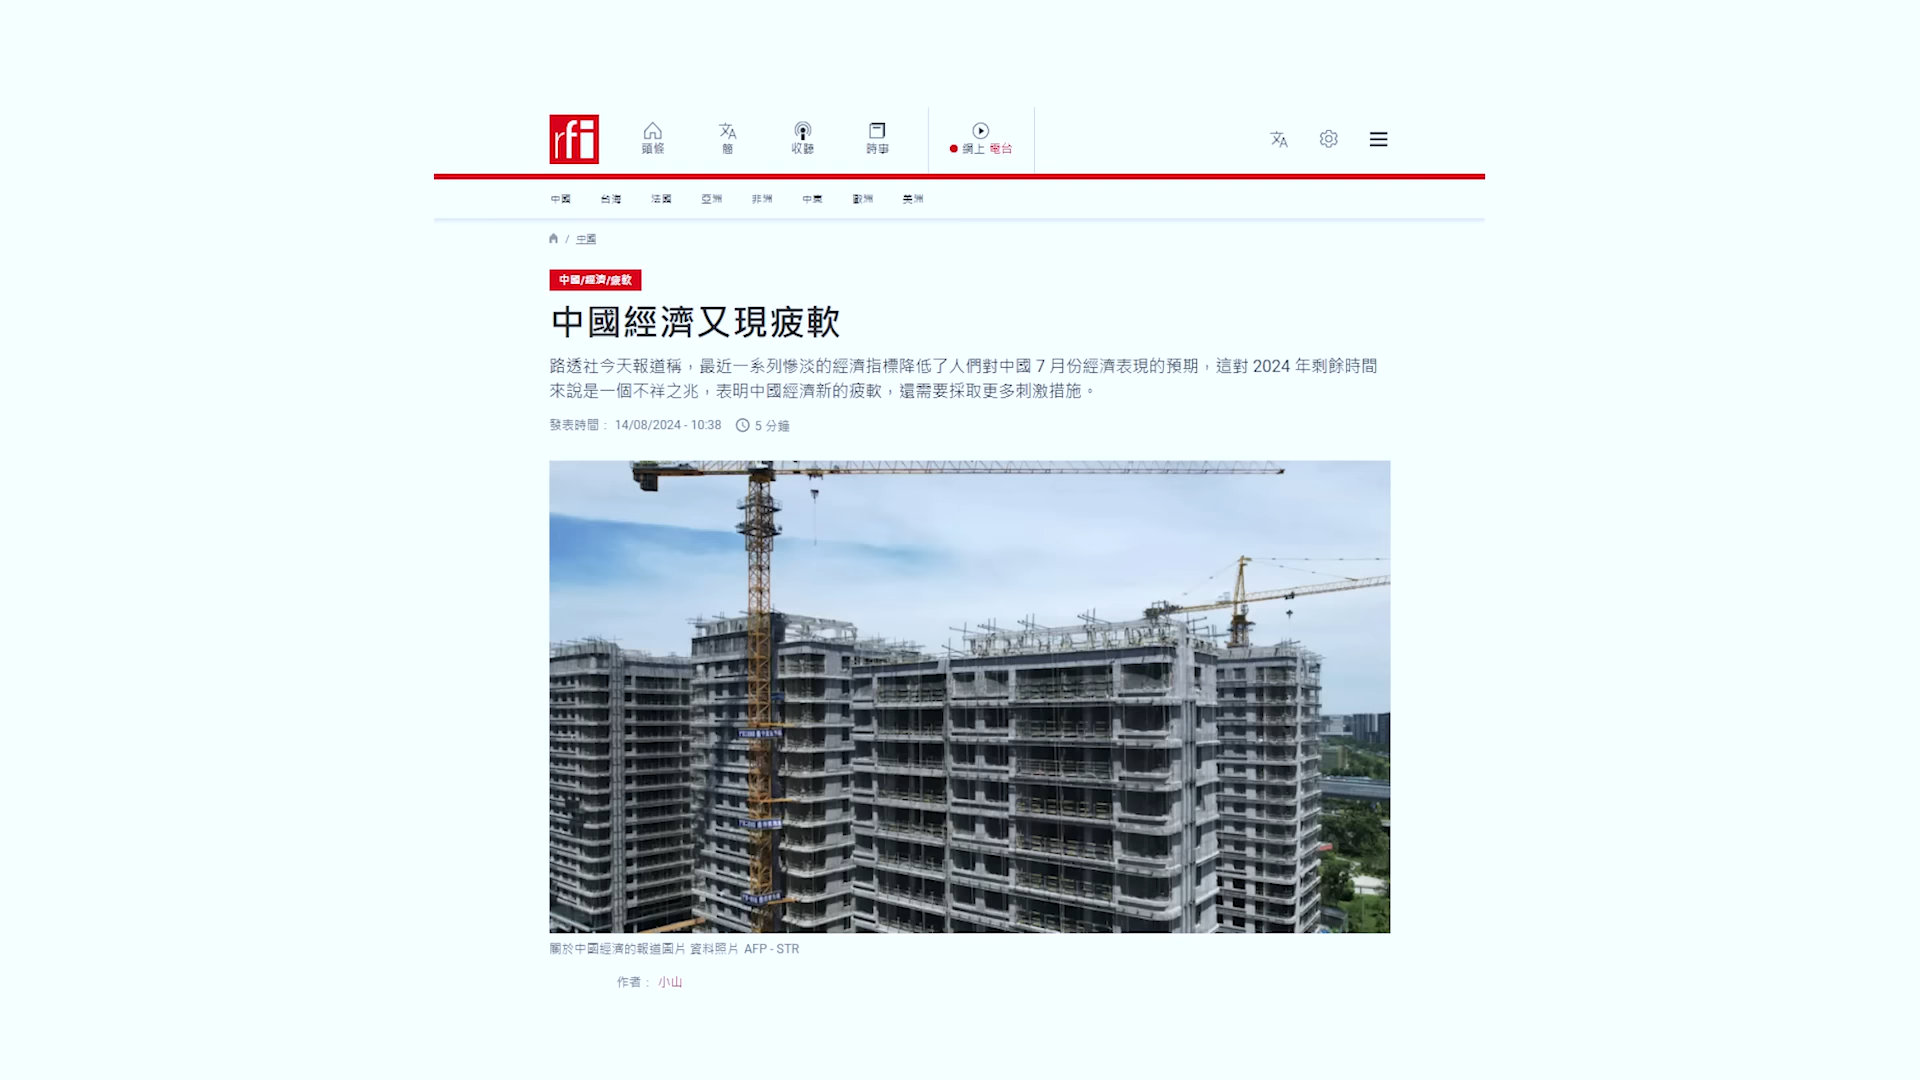 rfi
頭條
簡
收聽
時事
網上 電台
中國 台海 法國 亞洲 非洲 中東 歐洲 美洲
/ 中國
中國/經濟/疲軟
中國經濟又現疲軟
路透社今天報道稱，最近一系列慘淡的經濟指標降低了人們對中國 7 月份經濟表現的預期，這對 2024 年剩餘時間
來說是一個不祥之兆，表明中國經濟新的疲軟，還需要採取更多刺激措施。
發表時間： 14/08/2024 - 10:38 5 分鐘
關於中國經濟的報道圖片 資料照片 AFP - STR
作者： 小山